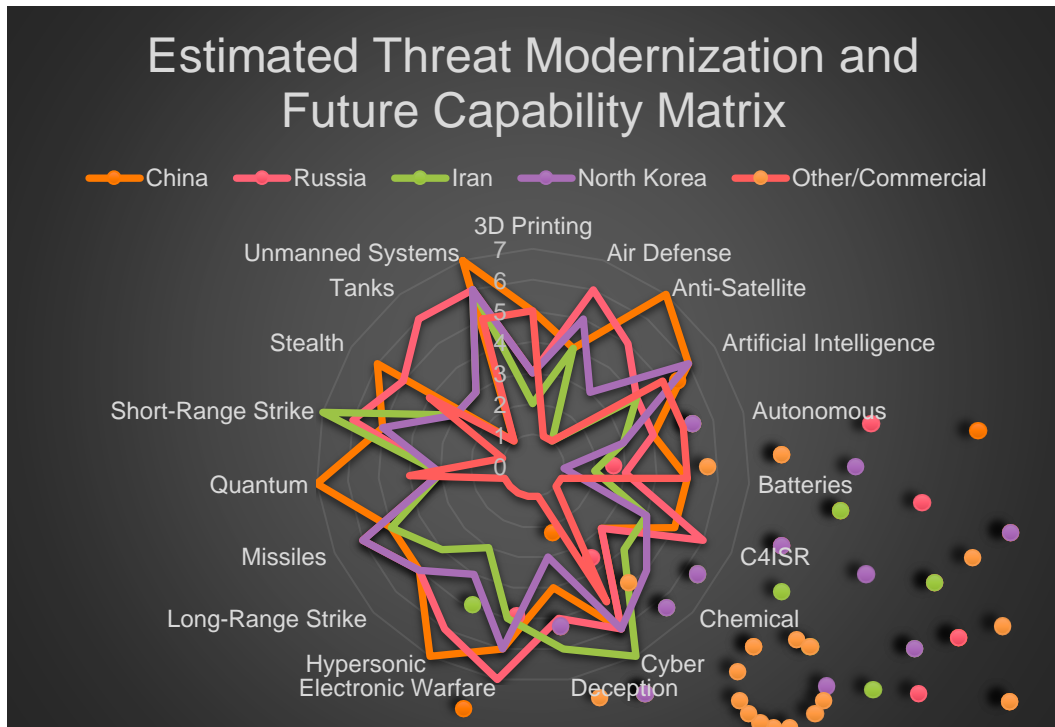 Estimated Threat Modernization and
Future Capability Matrix
China Russia Iran North Korea Other/Commercial
3D Printing
Unmanned Systems 7 Air Defense
Tanks 6 Anti-Satellite
5
Stealth 4 Artificial Intelligence
3
Short-Range Strike 2 Autonomous
1
0
Quantum Batteries
Missiles C4ISR
Long-Range Strike Chemical
Hypersonic Cyber
Electronic Warfare Deception